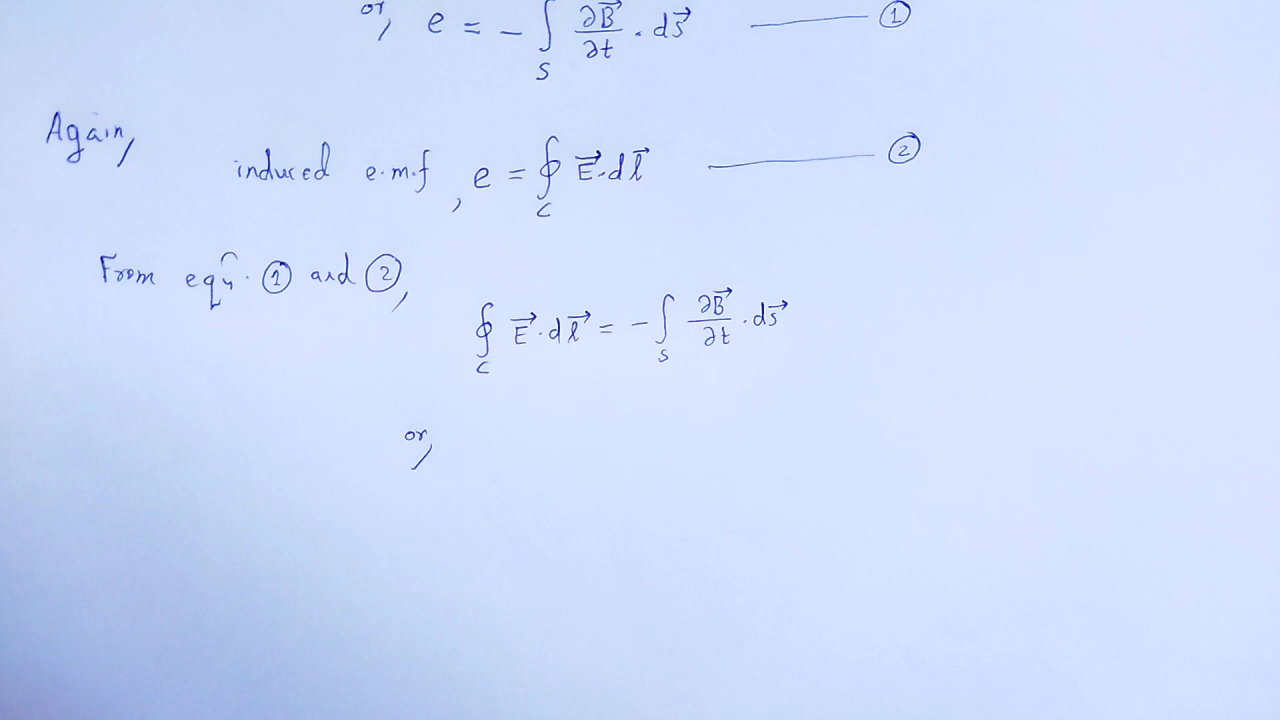 or, e = - ∫_S ∂B⃗/∂t . ds⃗ ——— ①
Again,
induced e.m.f, e = ∮_C E⃗.dl⃗ ——— ②
From eqn. ① and ②,
∮_C E⃗.dl⃗ = - ∫_S ∂B⃗/∂t . ds⃗
or,